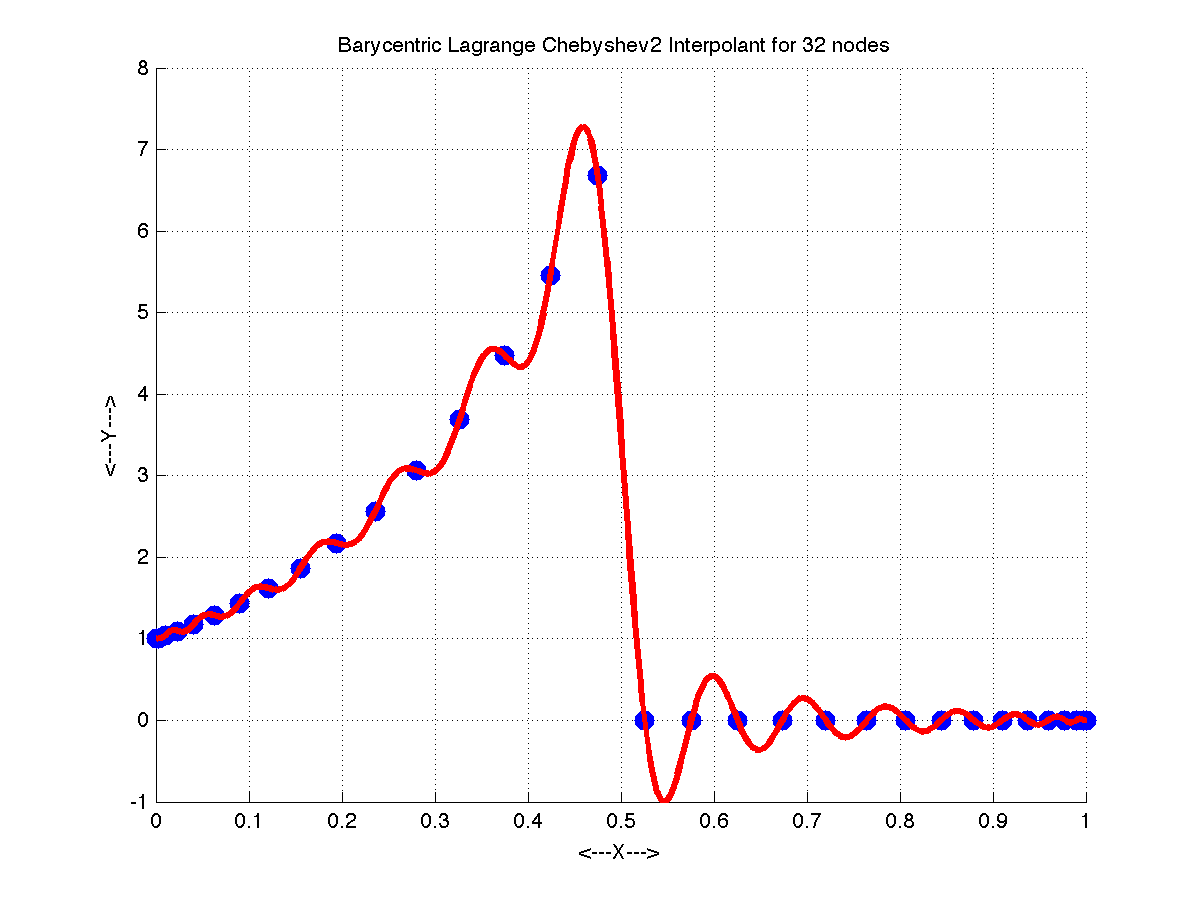 Barycentric Lagrange Chebyshev2 Interpolant for 32 nodes
8
7
6
5
4
3
2
1
0
-1
<---Y--->
0 0.1 0.2 0.3 0.4 0.5 0.6 0.7 0.8 0.9 1
<---X--->